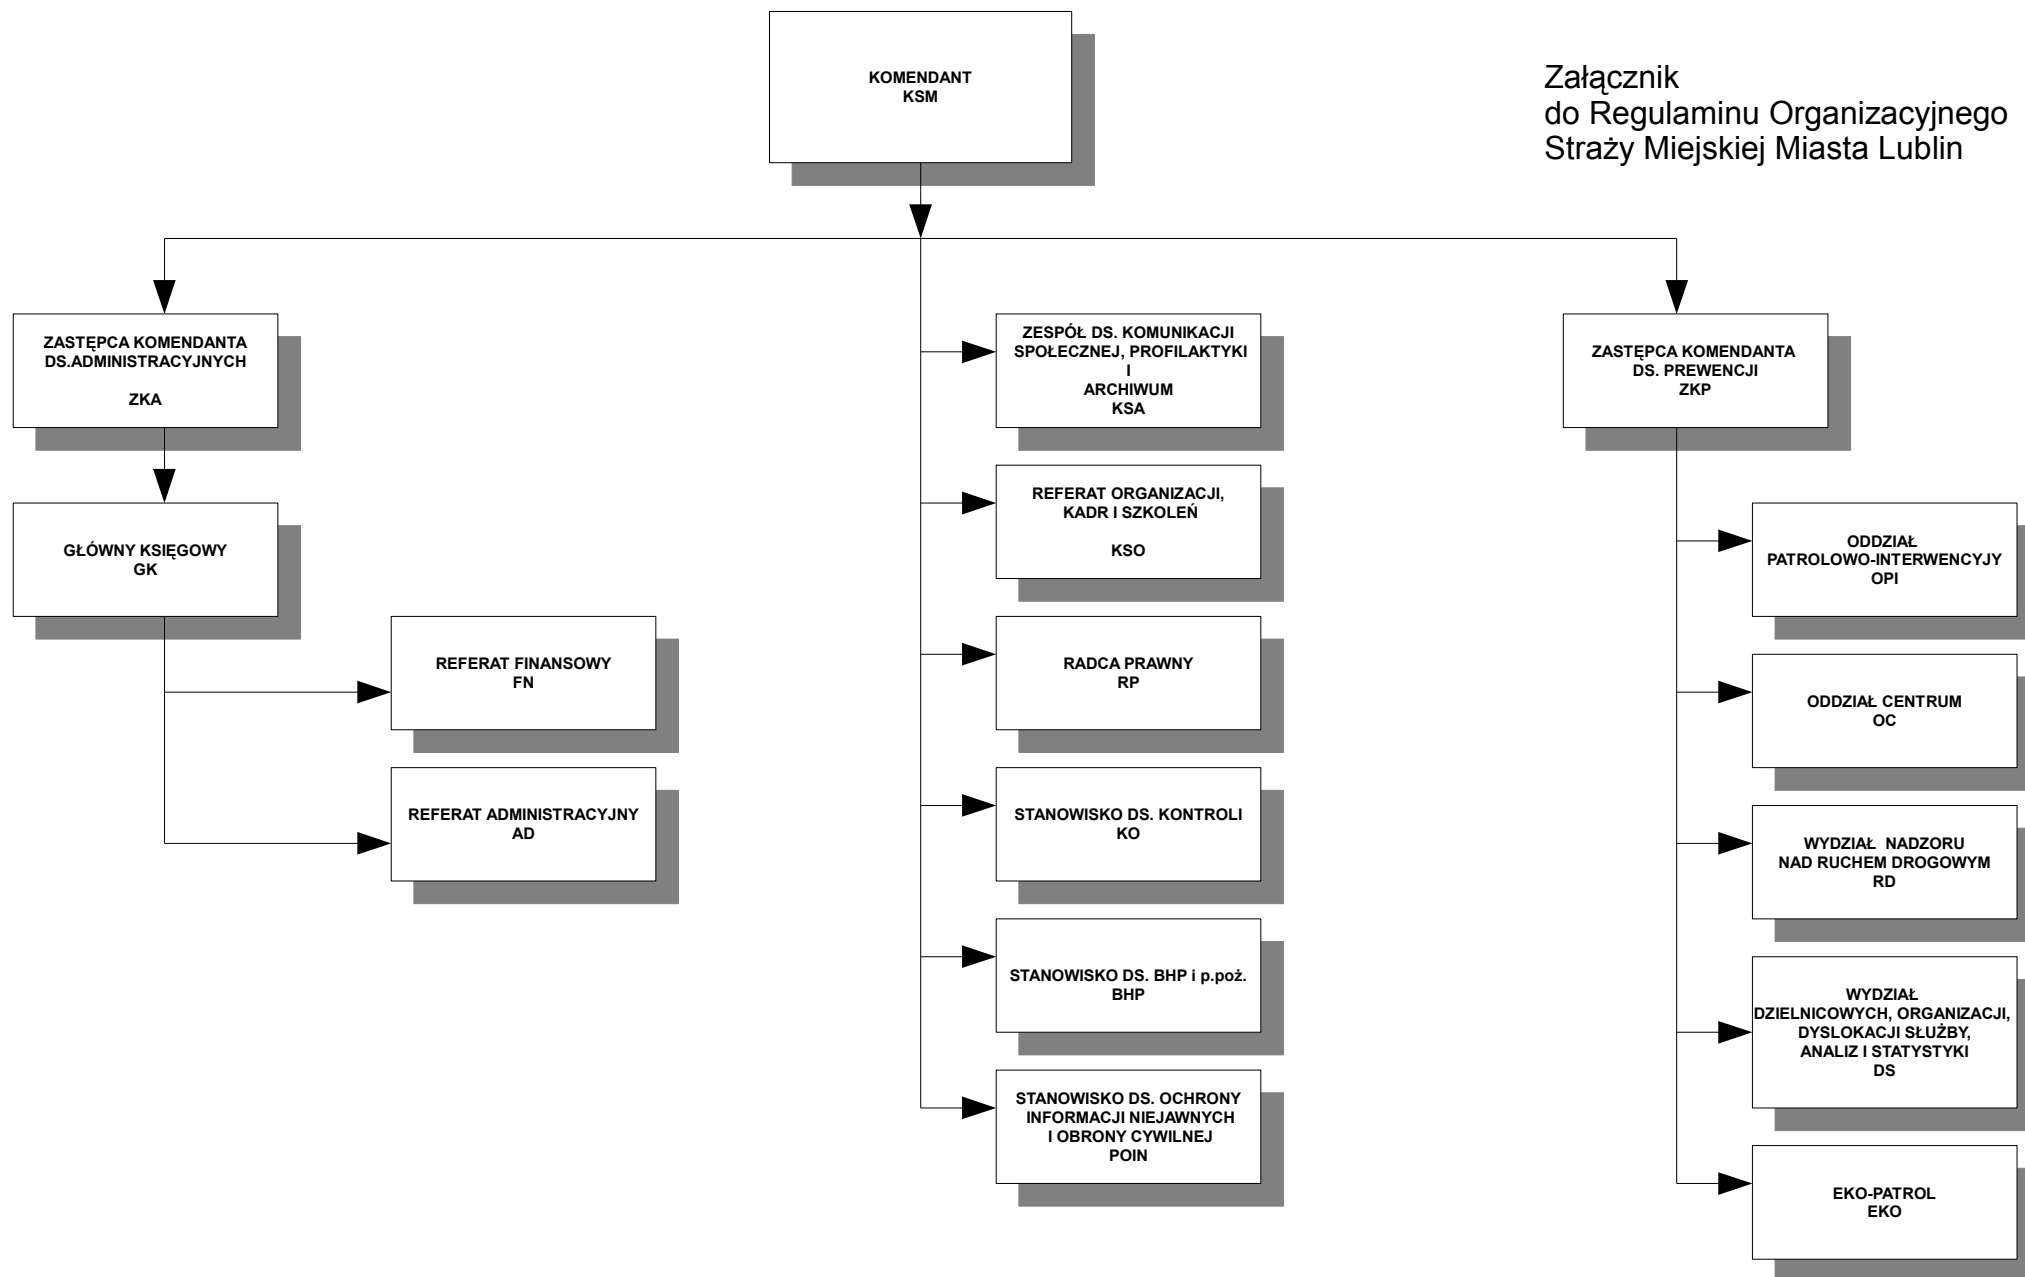 KOMENDANT
KSM
Załącznik
do Regulaminu Organizacyjnego
Straży Miejskiej Miasta Lublin
ZASTĘPCA KOMENDANTA
DS.ADMINISTRACYJNYCH
ZKA
GŁÓWNY KSIĘGOWY
GK
REFERAT FINANSOWY
FN
REFERAT ADMINISTRACYJNY
AD
ZESPÓŁ DS. KOMUNIKACJI
SPOŁECZNEJ, PROFILAKTYKI
I
ARCHIWUM
KSA
REFERAT ORGANIZACJI,
KADR I SZKOLEŃ
KSO
RADCA PRAWNY
RP
STANOWISKO DS. KONTROLI
KO
STANOWISKO DS. BHP i p.poż.
BHP
STANOWISKO DS. OCHRONY
INFORMACJI NIEJAWNYCH
I OBRONY CYWILNEJ
POIN
ZASTĘPCA KOMENDANTA
DS. PREWENCJI
ZKP
ODDZIAŁ
PATROLOWO-INTERWENCYJY
OPI
ODDZIAŁ CENTRUM
OC
WYDZIAŁ  NADZORU
NAD RUCHEM DROGOWYM
RD
WYDZIAŁ
DZIELNICOWYCH, ORGANIZACJI,
DYSLOKACJI SŁUŻBY,
ANALIZ I STATYSTYKI
DS
EKO-PATROL
EKO